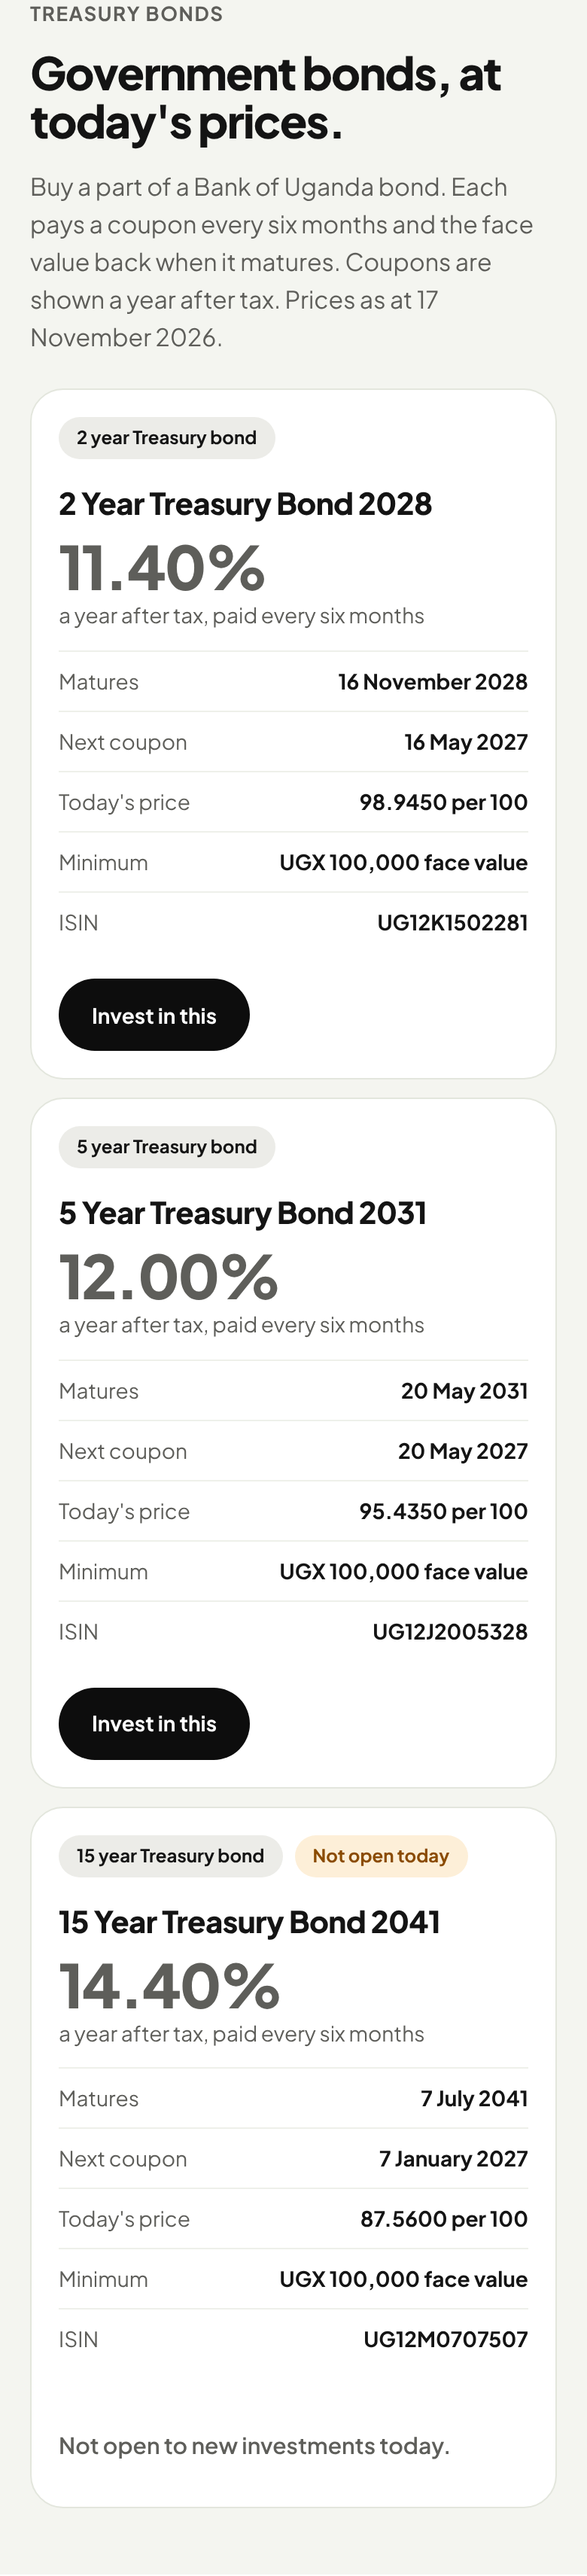 TREASURY BONDS
Government bonds, at
today's prices.
Buy a part of a Bank of Uganda bond. Each
pays a coupon every six months and the face
value back when it matures. Coupons are
shown a year after tax. Prices as at 17
November 2026.
2 year Treasury bond
2 Year Treasury Bond 2028
11.40%
a year after tax, paid every six months
Matures 16 November 2028
Next coupon 16 May 2027
Today's price 98.9450 per 100
Minimum UGX 100,000 face value
ISIN UG12K1502281
Invest in this
5 year Treasury bond
5 Year Treasury Bond 2031
12.00%
a year after tax, paid every six months
Matures 20 May 2031
Next coupon 20 May 2027
Today's price 95.4350 per 100
Minimum UGX 100,000 face value
ISIN UG12J2005328
Invest in this
15 year Treasury bond Not open today
15 Year Treasury Bond 2041
14.40%
a year after tax, paid every six months
Matures 7 July 2041
Next coupon 7 January 2027
Today's price 87.5600 per 100
Minimum UGX 100,000 face value
ISIN UG12M0707507
Not open to new investments today.